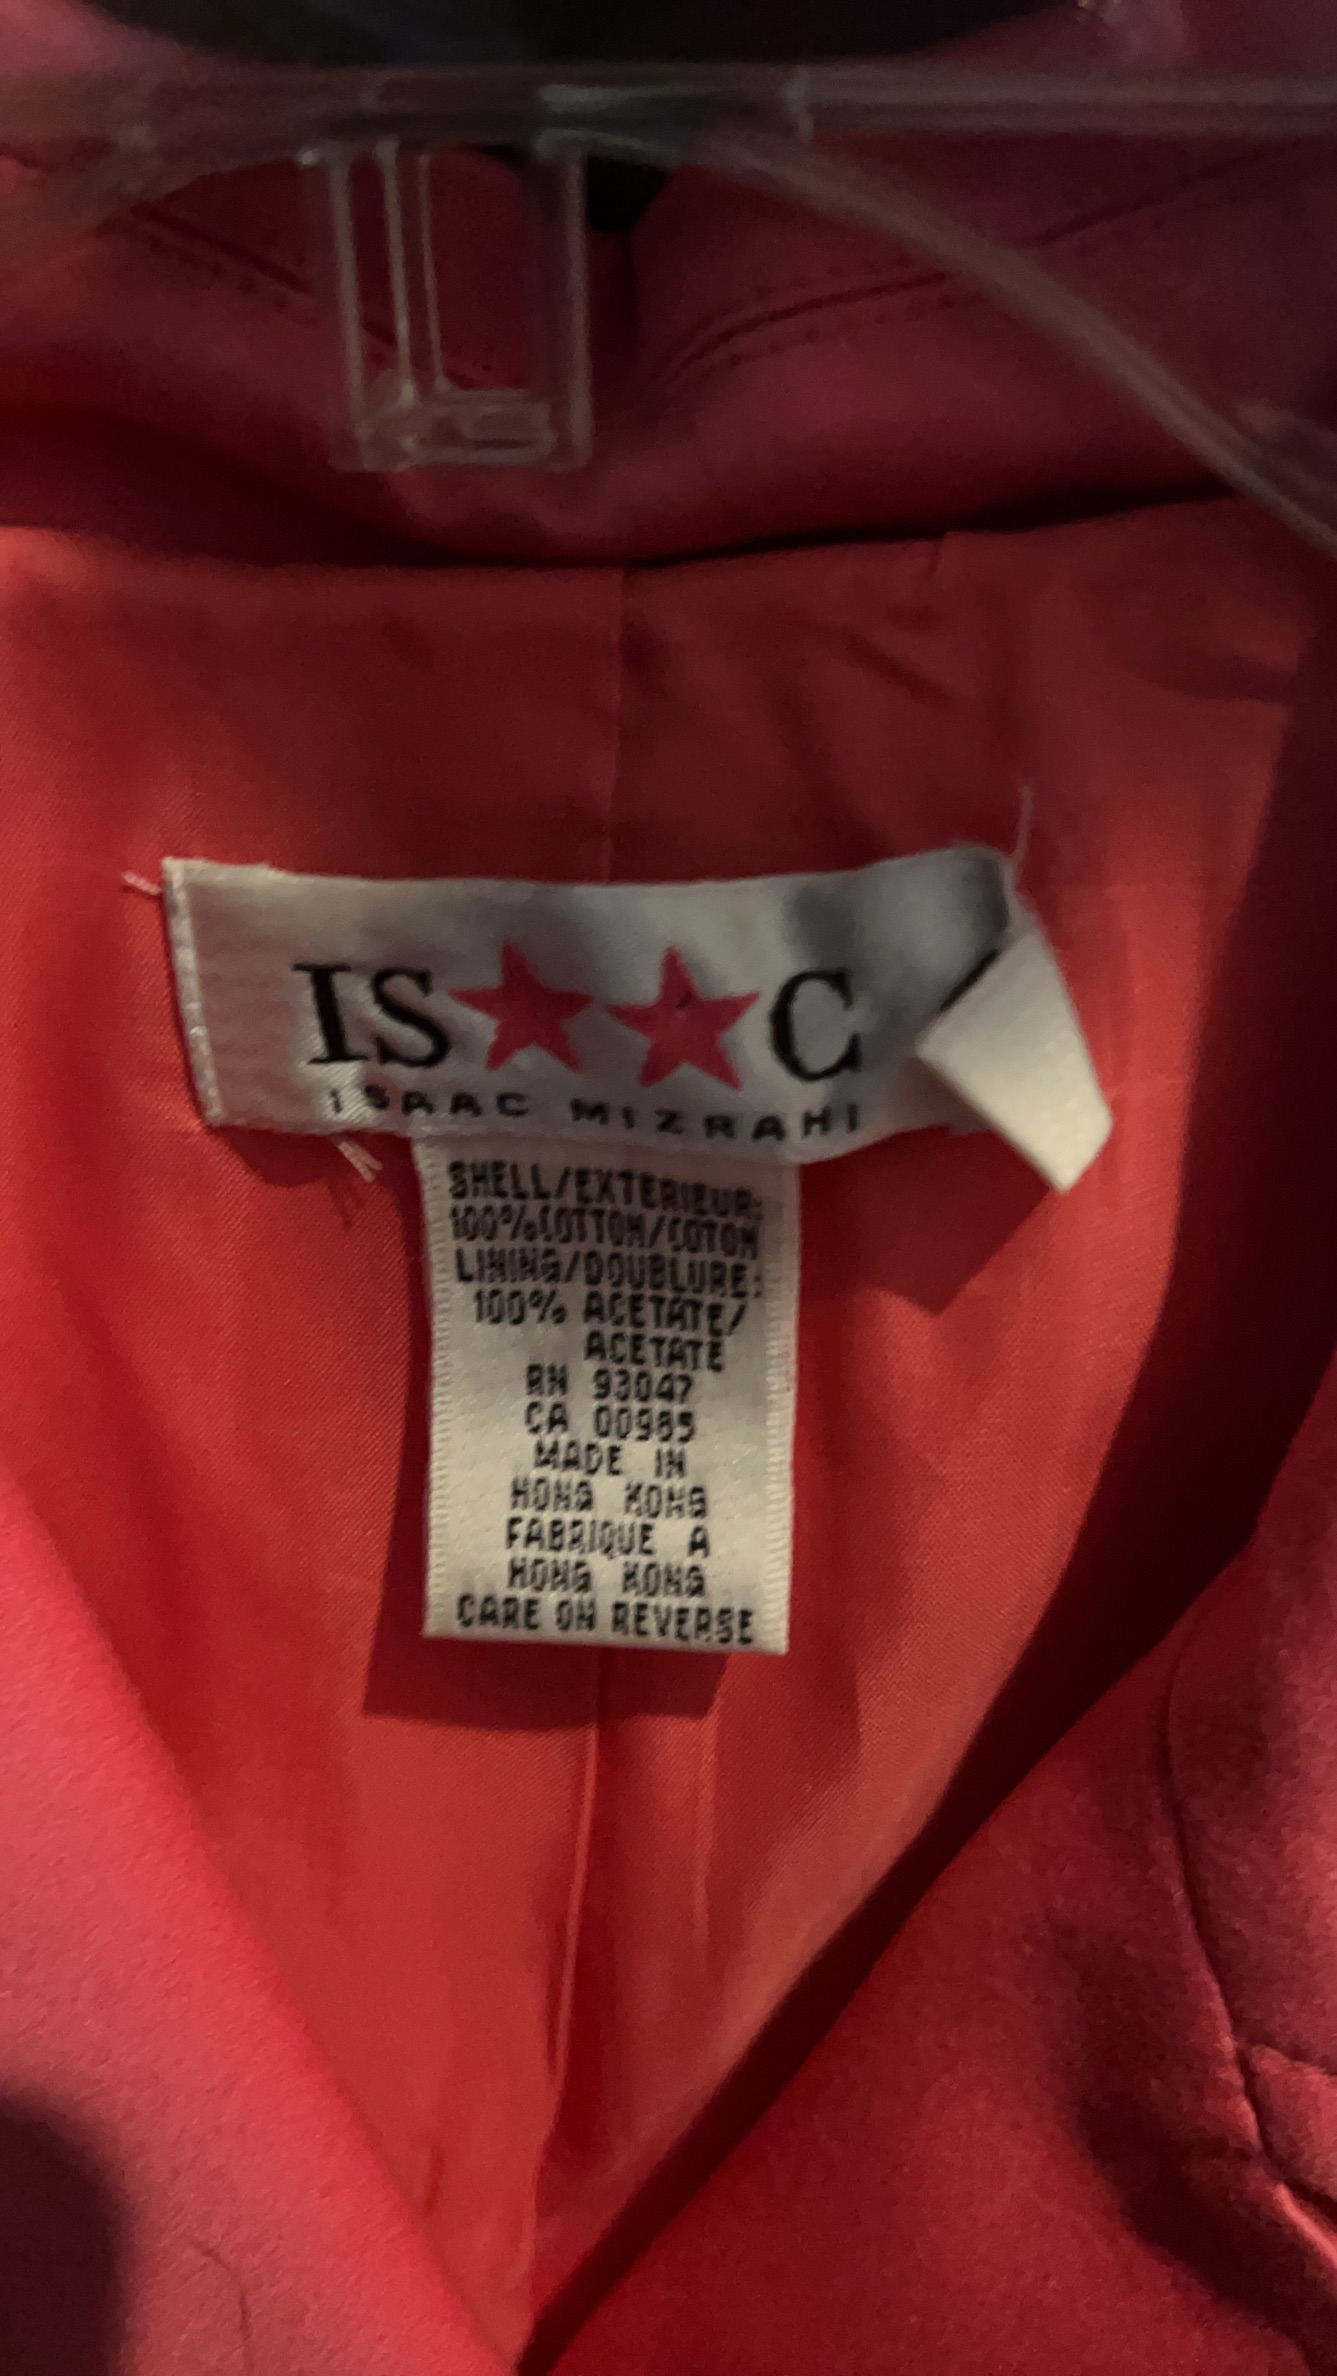 IS★★C
ISAAC MIZRAHI
SHELL/EXTERIEUR:
100%COTTON/COTON
LINING/DOUBLURE:
100% ACETATE/
ACETATE
RN 93047
CA 00985
MADE IN
HONG KONG
FABRIQUE A
HONG KONG
CARE ON REVERSE